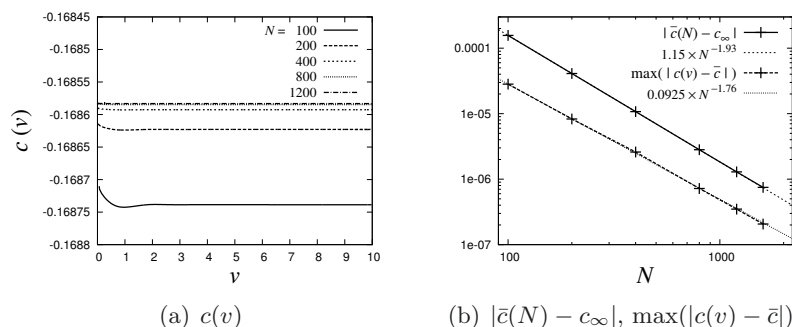 -0.16845
-0.1685
-0.16855
-0.1686
-0.16865
-0.1687
-0.16875
-0.1688
c(v)
N = 100
200
400
800
1200
0 1 2 3 4 5 6 7 8 9 10
v
(a) c(v)
0.0001
1e-05
1e-06
1e-07
| c̄(N) – c∞ |
1.15 × N^-1.93
max( | c(v) – c̄ | )
0.0925 × N^-1.76
100 1000
N
(b) |c̄(N) − c∞|, max(|c(v) − c̄|)